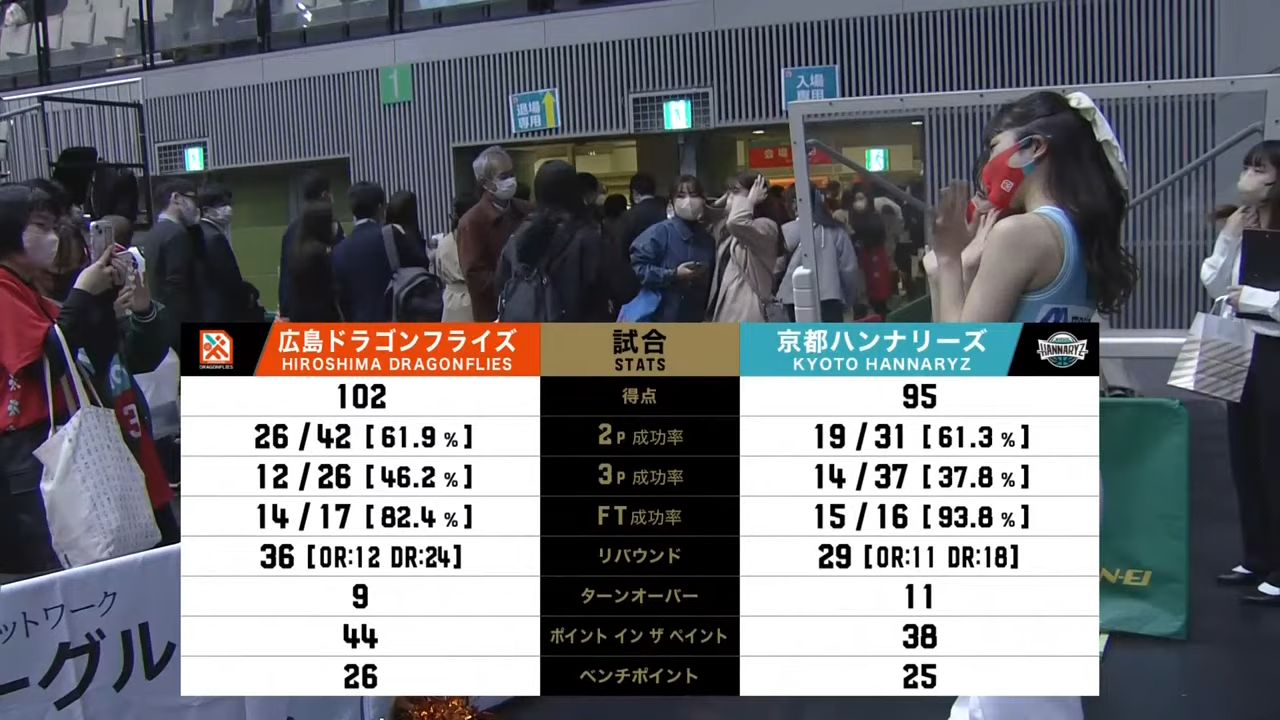 1
退場
専用
入場
専用
広島ドラゴンフライズ
HIROSHIMA DRAGONFLIES
DRAGONFLIES
試合
STATS
京都ハンナリーズ
KYOTO HANNARYZ
HANNARYZ
102 得点 95
26/42 [61.9%] 2P 成功率 19/31 [61.3%]
12/26 [46.2%] 3P 成功率 14/37 [37.8%]
14/17 [82.4%] FT成功率 15/16 [93.8%]
36 [OR:12 DR:24] リバウンド 29 [OR:11 DR:18]
9 ターンオーバー 11
44 ポイント イン ザ ペイント 38
26 ベンチポイント 25
ットワーク
ーグル
N-EI